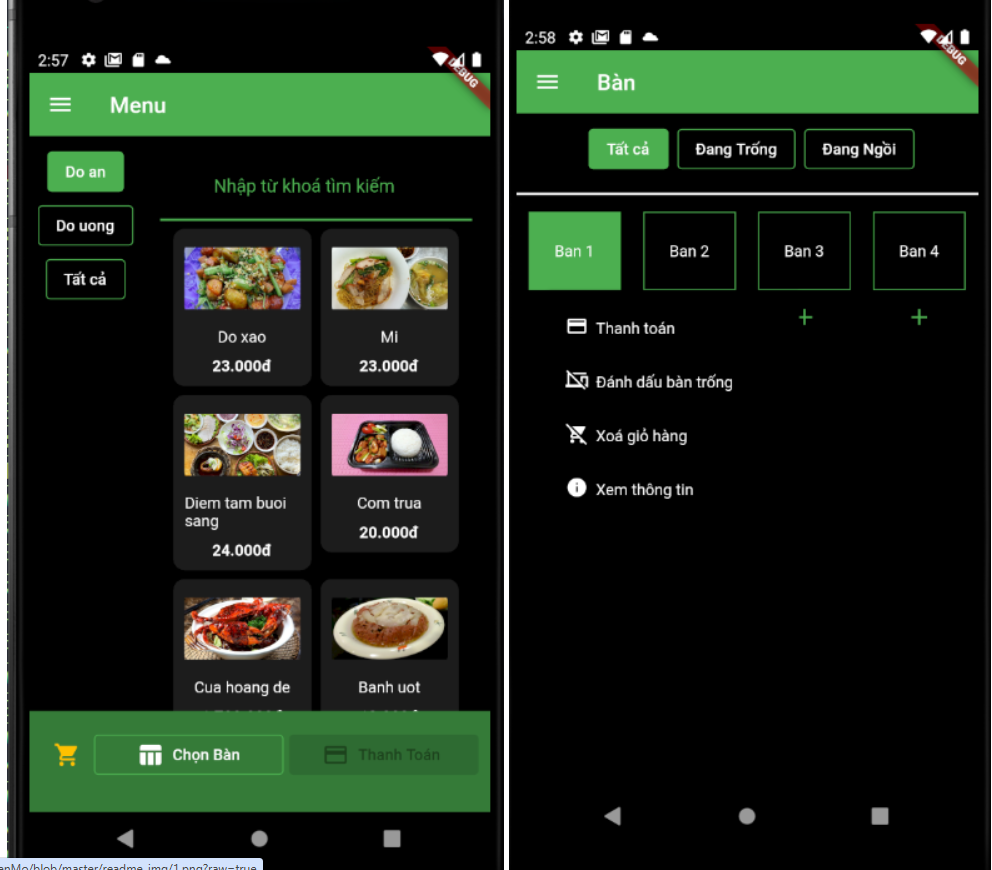 2:57
DEBUG
Menu
Do an
Do uong
Tất cả
Nhập từ khoá tìm kiếm
Do xao
23.000đ
Mi
23.000đ
Diem tam buoi
sang
24.000đ
Com trua
20.000đ
Cua hoang de
Banh uot
Chọn Bàn
Thanh Toán
enMo/blob/master/readme_img/1.png?raw=true
2:58
DEBUG
Bàn
Tất cả
Đang Trống
Đang Ngồi
Ban 1
Ban 2
Ban 3
Ban 4
+
+
Thanh toán
Đánh dấu bàn trống
Xoá giỏ hàng
Xem thông tin